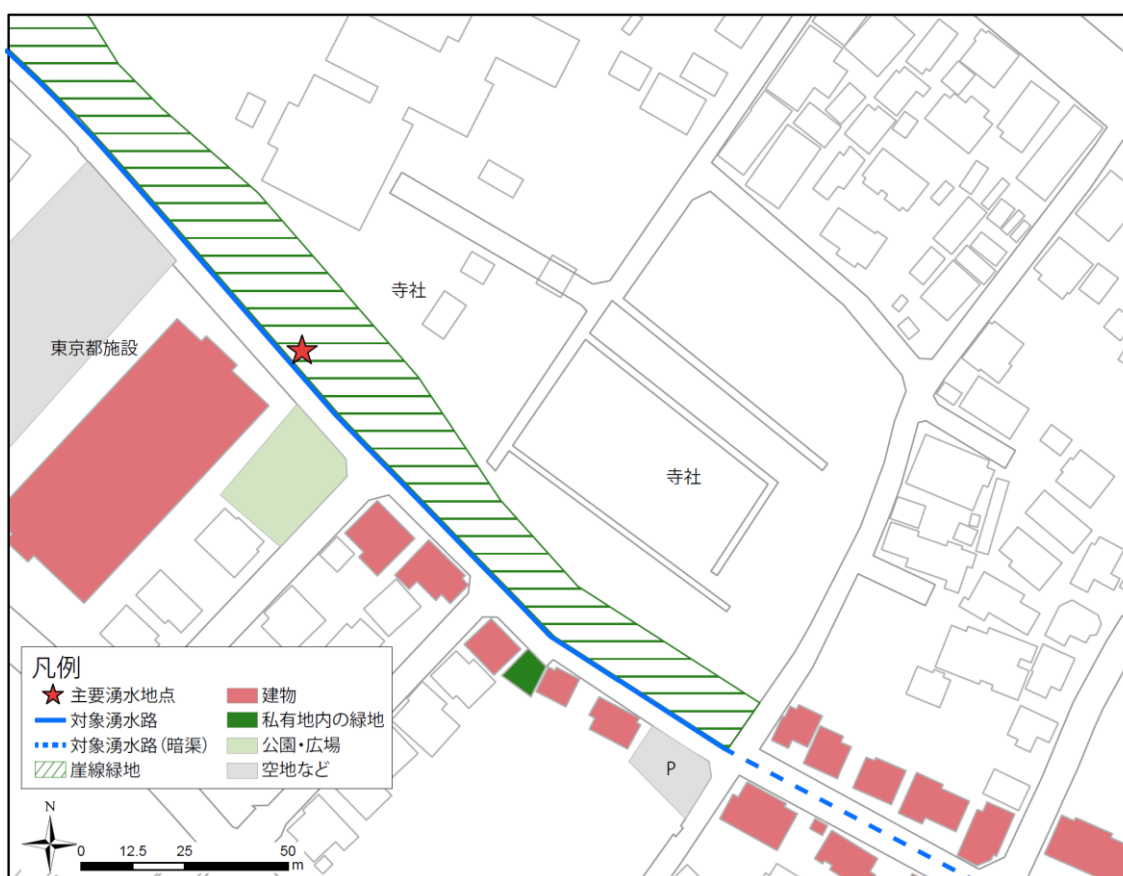 寺社
東京都施設
寺社
P
凡例
主要湧水地点
対象湧水路
対象湧水路(暗渠)
崖線緑地
建物
私有地内の緑地
公園・広場
空地など
N
0 12.5 25 50
m